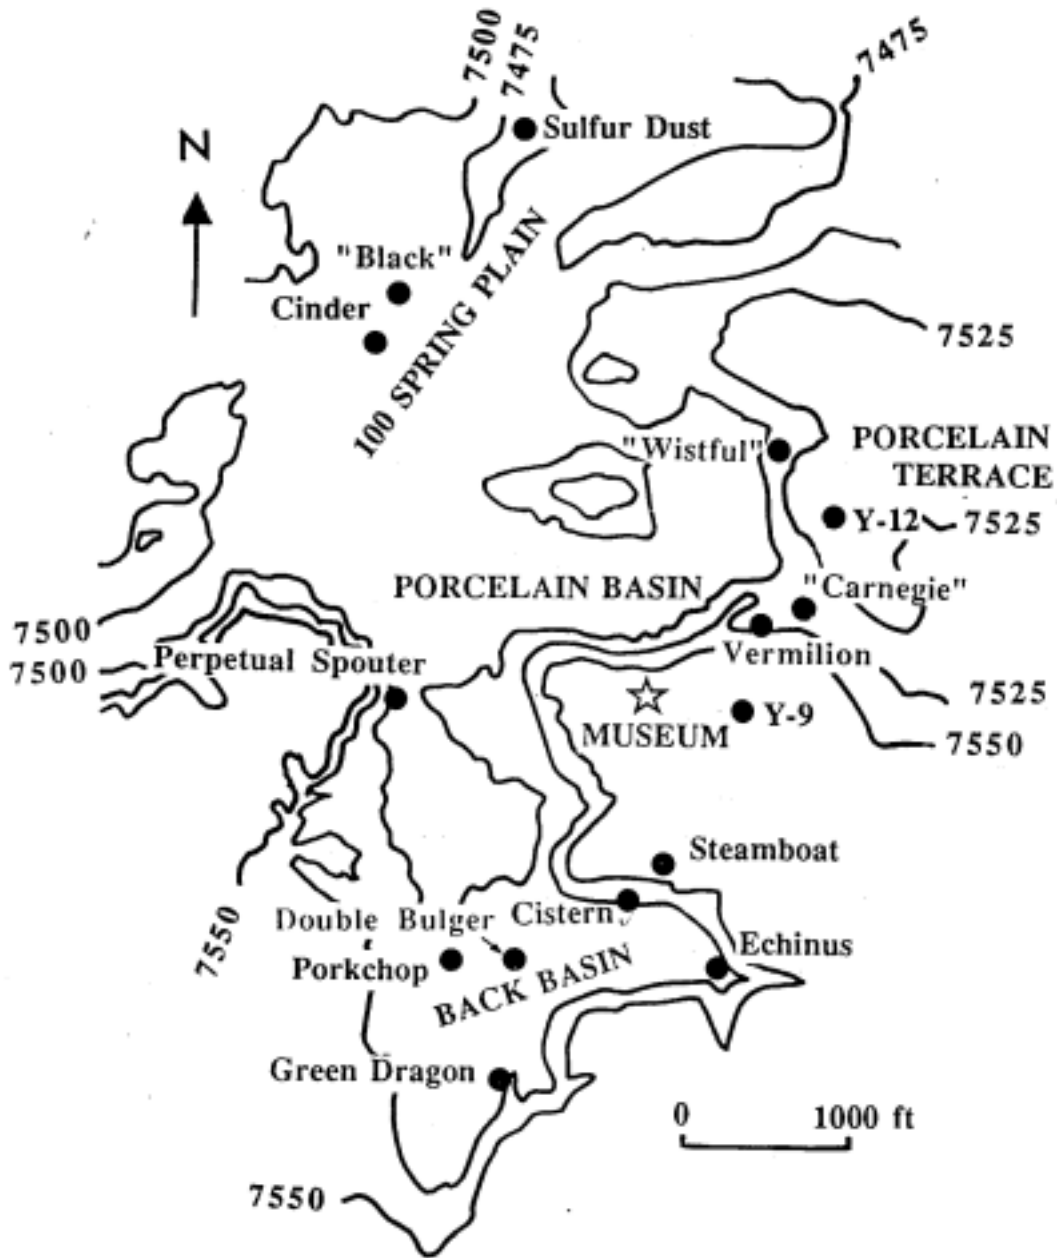 7500
7475
7475
Sulfur Dust
N
"Black"
Cinder
100 SPRING PLAIN
7525
"Wistful"
PORCELAIN
TERRACE
Y-12
7525
PORCELAIN BASIN
"Carnegie"
7500
7500
Perpetual Spouter
Vermilion
7525
MUSEUM
Y-9
7550
Steamboat
Double Bulger
Cistern
7550
Porkchop
Echinus
BACK BASIN
Green Dragon
0
1000 ft
7550